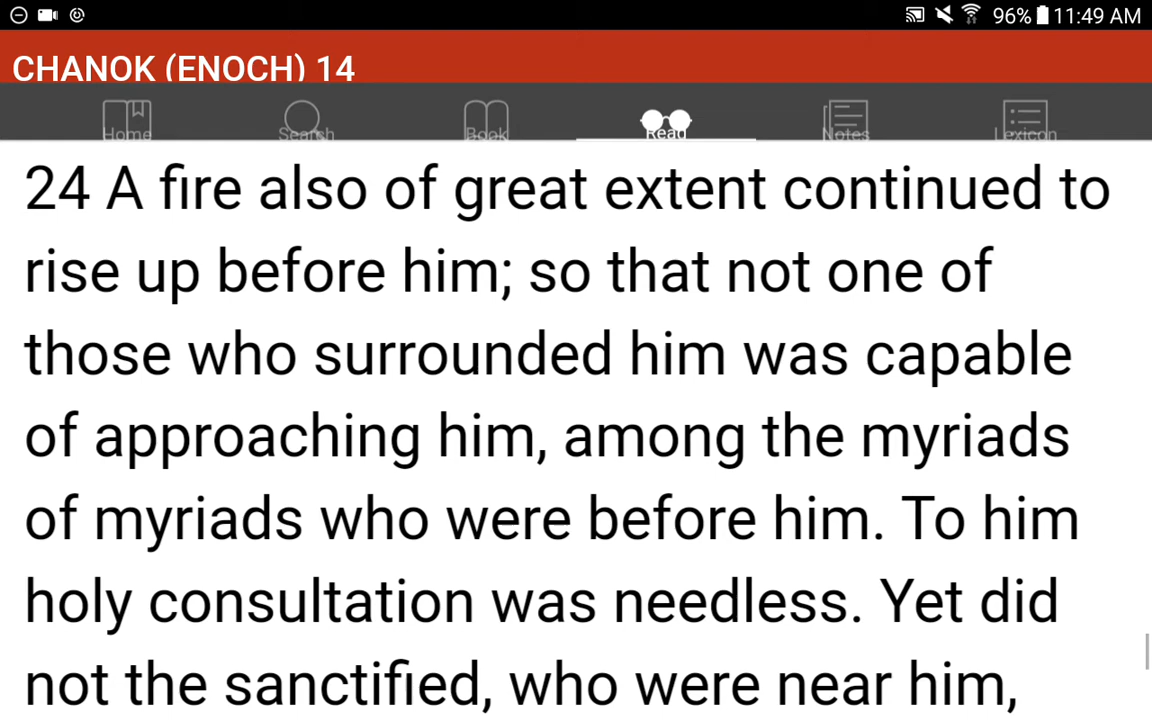 96% 11:49 AM
CHANOK (ENOCH) 14
Home Search Book Read Notes Lexicon
24 A fire also of great extent continued to
rise up before him; so that not one of
those who surrounded him was capable
of approaching him, among the myriads
of myriads who were before him. To him
holy consultation was needless. Yet did
not the sanctified, who were near him,